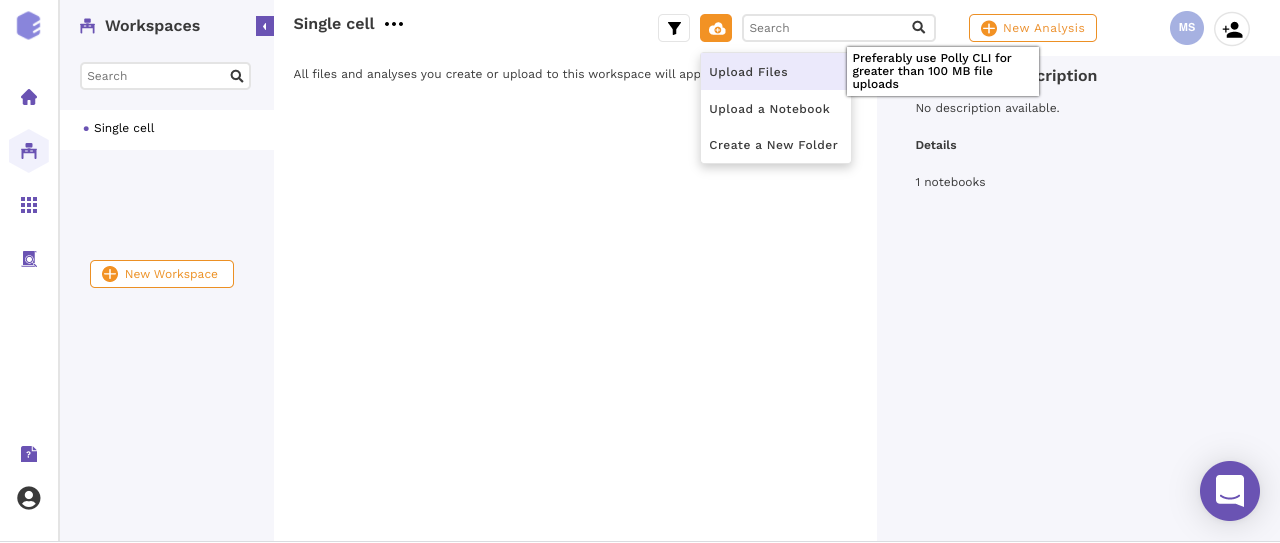 Workspaces
Search
Single cell
New Workspace
Single cell
Search
New Analysis
MS
All files and analyses you create or upload to this workspace will app
Upload Files
Upload a Notebook
Create a New Folder
Preferably use Polly CLI for
greater than 100 MB file
uploads
cription
No description available.
Details
1 notebooks